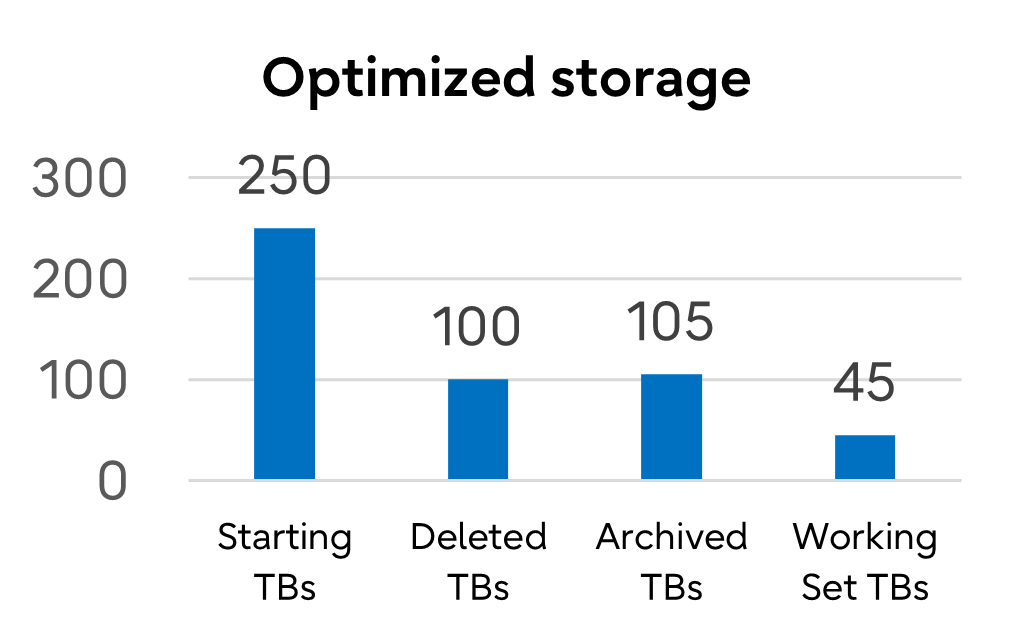 Optimized storage
300
200
100
0
250
100
105
45
Starting TBs
Deleted TBs
Archived TBs
Working Set TBs